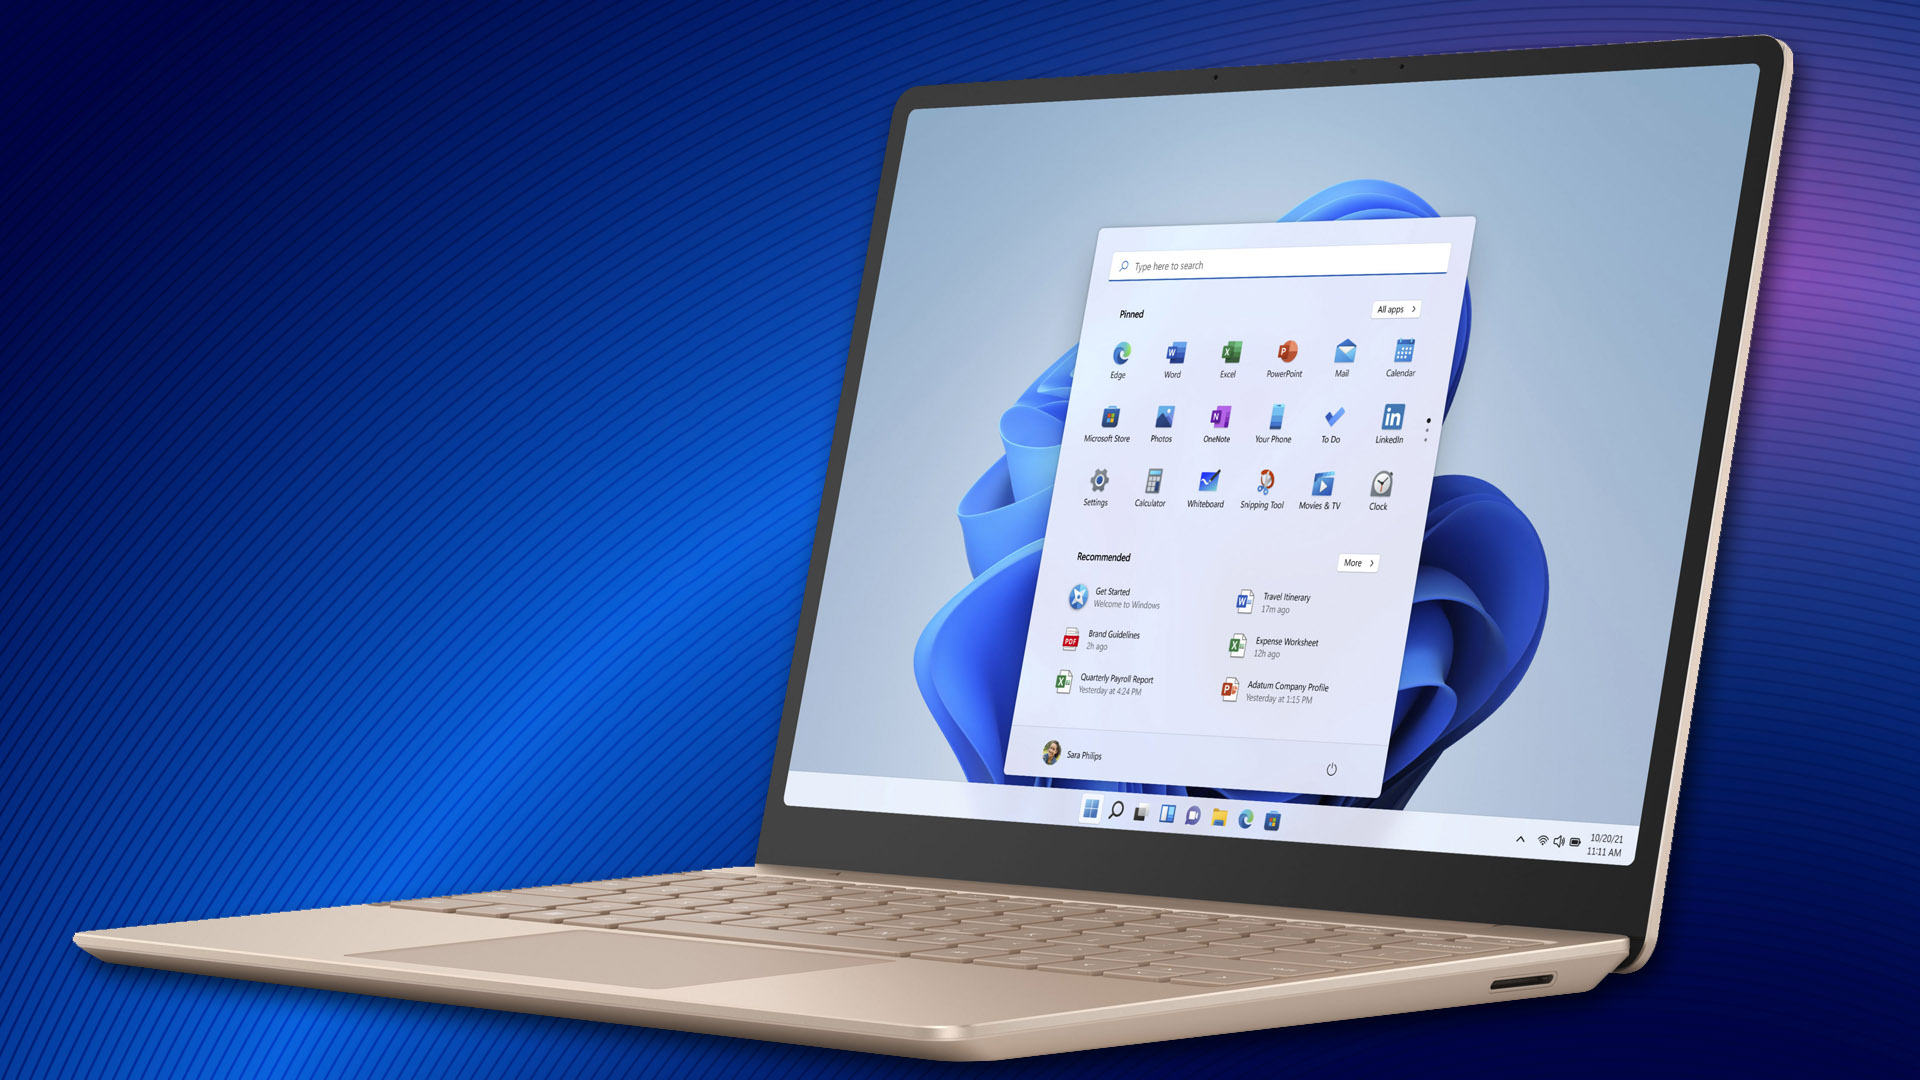 Type here to search
Pinned
All apps >
Edge
Word
Excel
PowerPoint
Mail
Calendar
Microsoft Store
Photos
OneNote
Your Phone
To Do
LinkedIn
Settings
Calculator
Whiteboard
Snipping Tool
Movies & TV
Clock
Recommended
More >
Get Started
Welcome to Windows
Travel Itinerary
17m ago
PDF
Brand Guidelines
2h ago
Expense Worksheet
12h ago
Quarterly Payroll Report
Yesterday at 4:24 PM
Adatum Company Profile
Yesterday at 1:15 PM
Sara Philips
10/20/21
11:11 AM